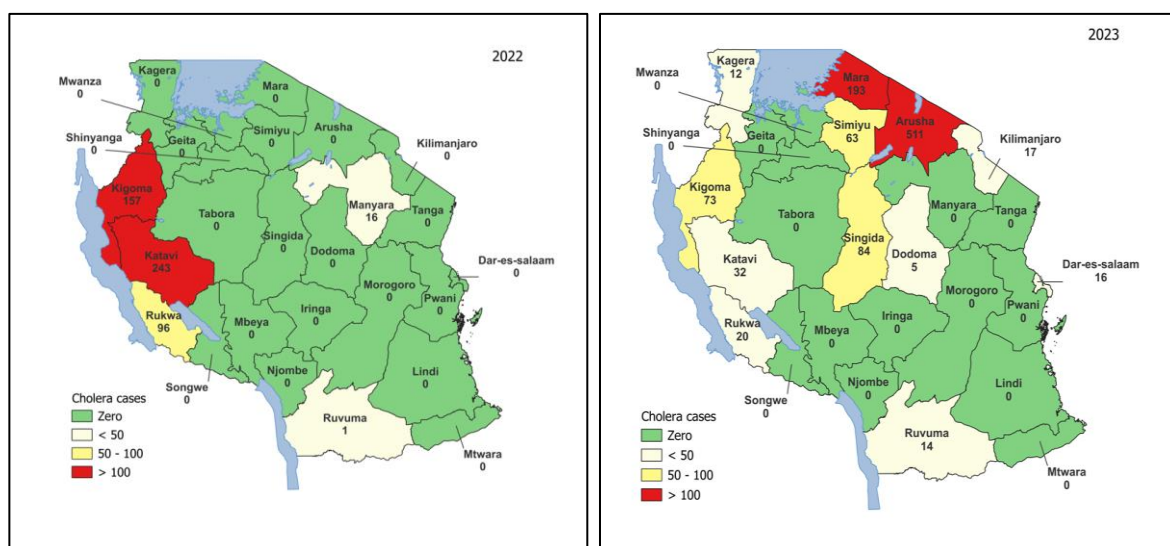 2022
Kagera
0
Mwanza
0
Mara
0
Simiyu
0
Arusha
0
Shinyanga
0
Geita
0
Kilimanjaro
0
Kigoma
157
Manyara
16
Tabora
0
Tanga
0
Singida
0
Dodoma
0
Katavi
243
Dar-es-salaam
0
Morogoro
0
Pwani
0
Rukwa
96
Mbeya
0
Iringa
0
Songwe
0
Njombe
0
Lindi
0
Ruvuma
1
Mtwara
0
Cholera cases
Zero
< 50
50 - 100
> 100
2023
Kagera
12
Mwanza
0
Mara
193
Simiyu
63
Arusha
511
Shinyanga
0
Geita
0
Kilimanjaro
17
Kigoma
73
Manyara
0
Tabora
0
Tanga
0
Singida
84
Dodoma
5
Katavi
32
Dar-es-salaam
16
Morogoro
0
Pwani
0
Rukwa
20
Mbeya
0
Iringa
0
Songwe
0
Njombe
0
Lindi
0
Ruvuma
14
Mtwara
0
Cholera cases
Zero
< 50
50 - 100
> 100